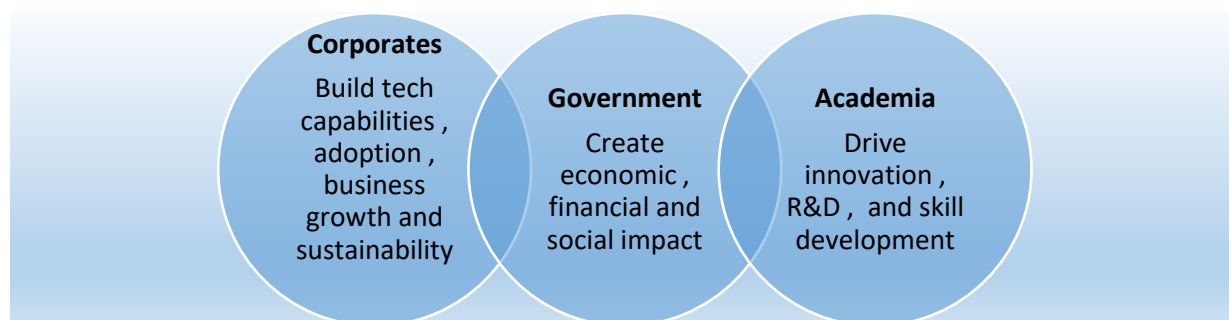 Corporates
Build tech
capabilities ,
adoption ,
business
growth and
sustainability
Government
Create
economic ,
financial and
social impact
Academia
Drive
innovation ,
R&D ,  and skill
development